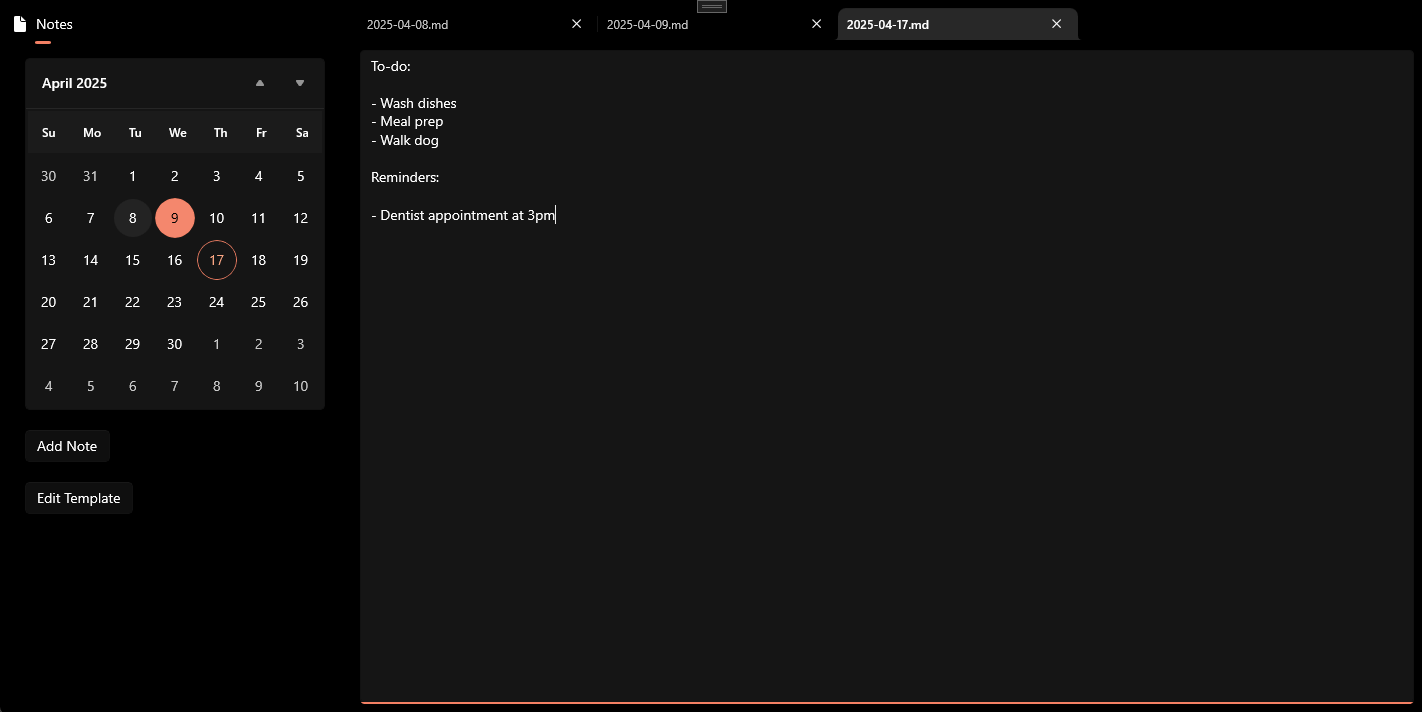 Notes
2025-04-08.md
2025-04-09.md
2025-04-17.md
April 2025
Su Mo Tu We Th Fr Sa
30 31 1 2 3 4 5
6 7 8 9 10 11 12
13 14 15 16 17 18 19
20 21 22 23 24 25 26
27 28 29 30 1 2 3
4 5 6 7 8 9 10
Add Note
Edit Template
To-do:
- Wash dishes
- Meal prep
- Walk dog
Reminders:
- Dentist appointment at 3pm